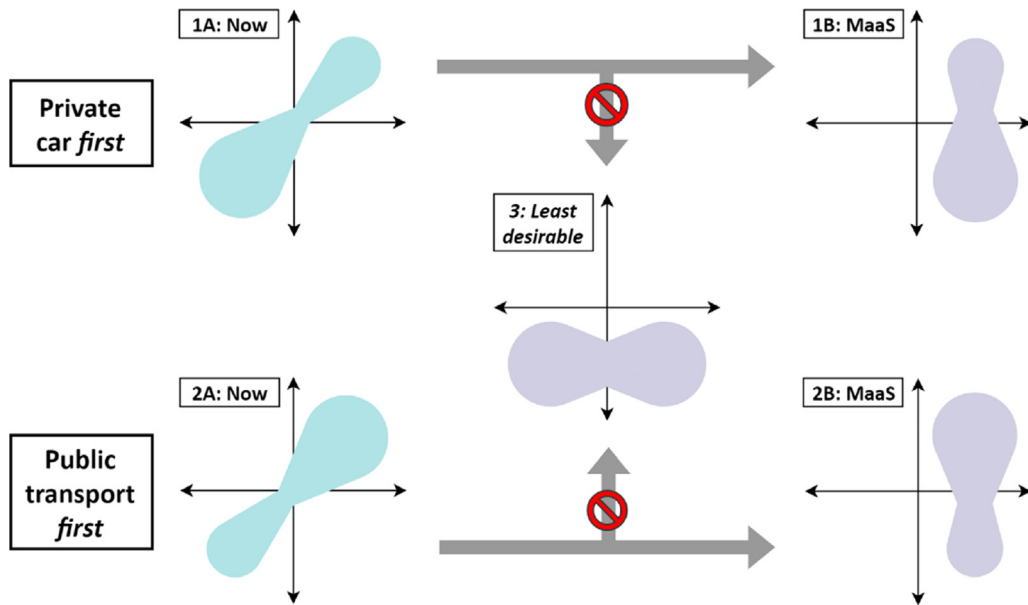 1A: Now
1B: MaaS
Private
car first
3: Least
desirable
2A: Now
2B: MaaS
Public
transport
first